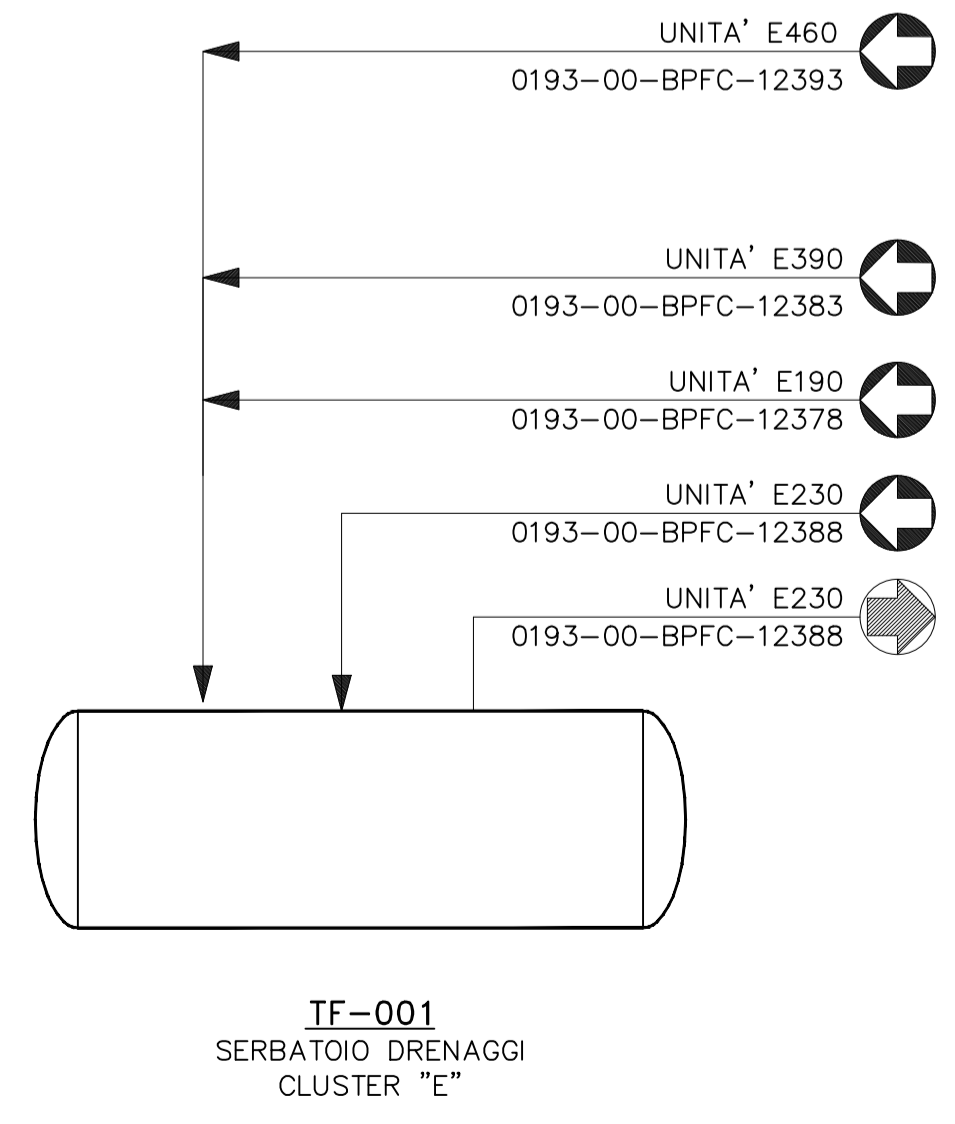 UNITA' E460
0193-00-BPFC-12393
UNITA' E390
0193-00-BPFC-12383
UNITA' E190
0193-00-BPFC-12378
UNITA' E230
0193-00-BPFC-12388
UNITA' E230
0193-00-BPFC-12388
TF-001
SERBATOIO DRENAGGI
CLUSTER "E"